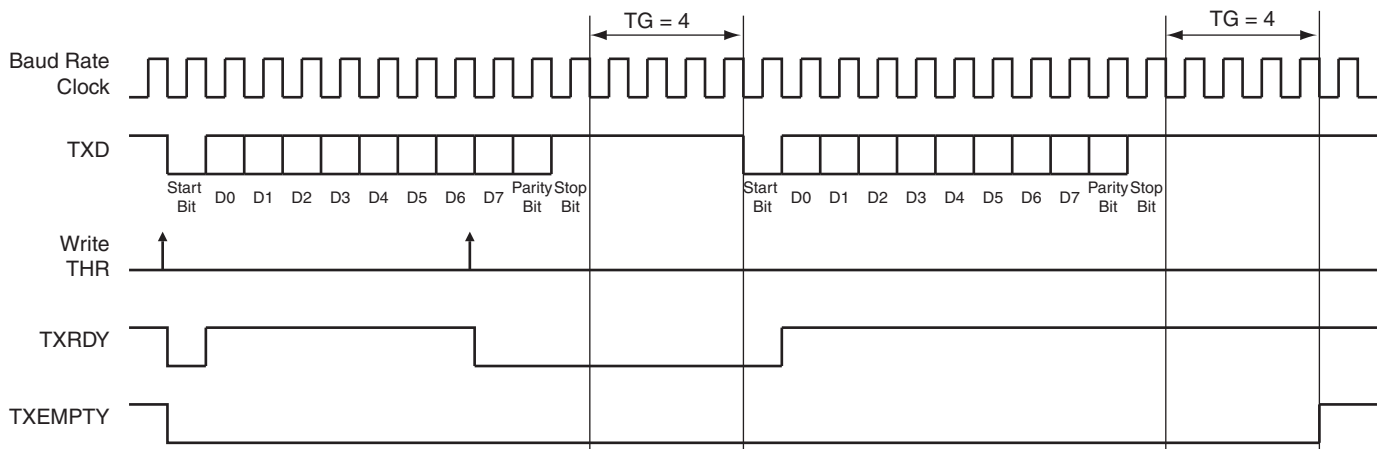 TG = 4
TG = 4
Baud Rate
Clock
TXD
Start
Bit
D0
D1
D2
D3
D4
D5
D6
D7
Parity
Bit
Stop
Bit
Start
Bit
D0
D1
D2
D3
D4
D5
D6
D7
Parity
Bit
Stop
Bit
Write
THR
TXRDY
TXEMPTY